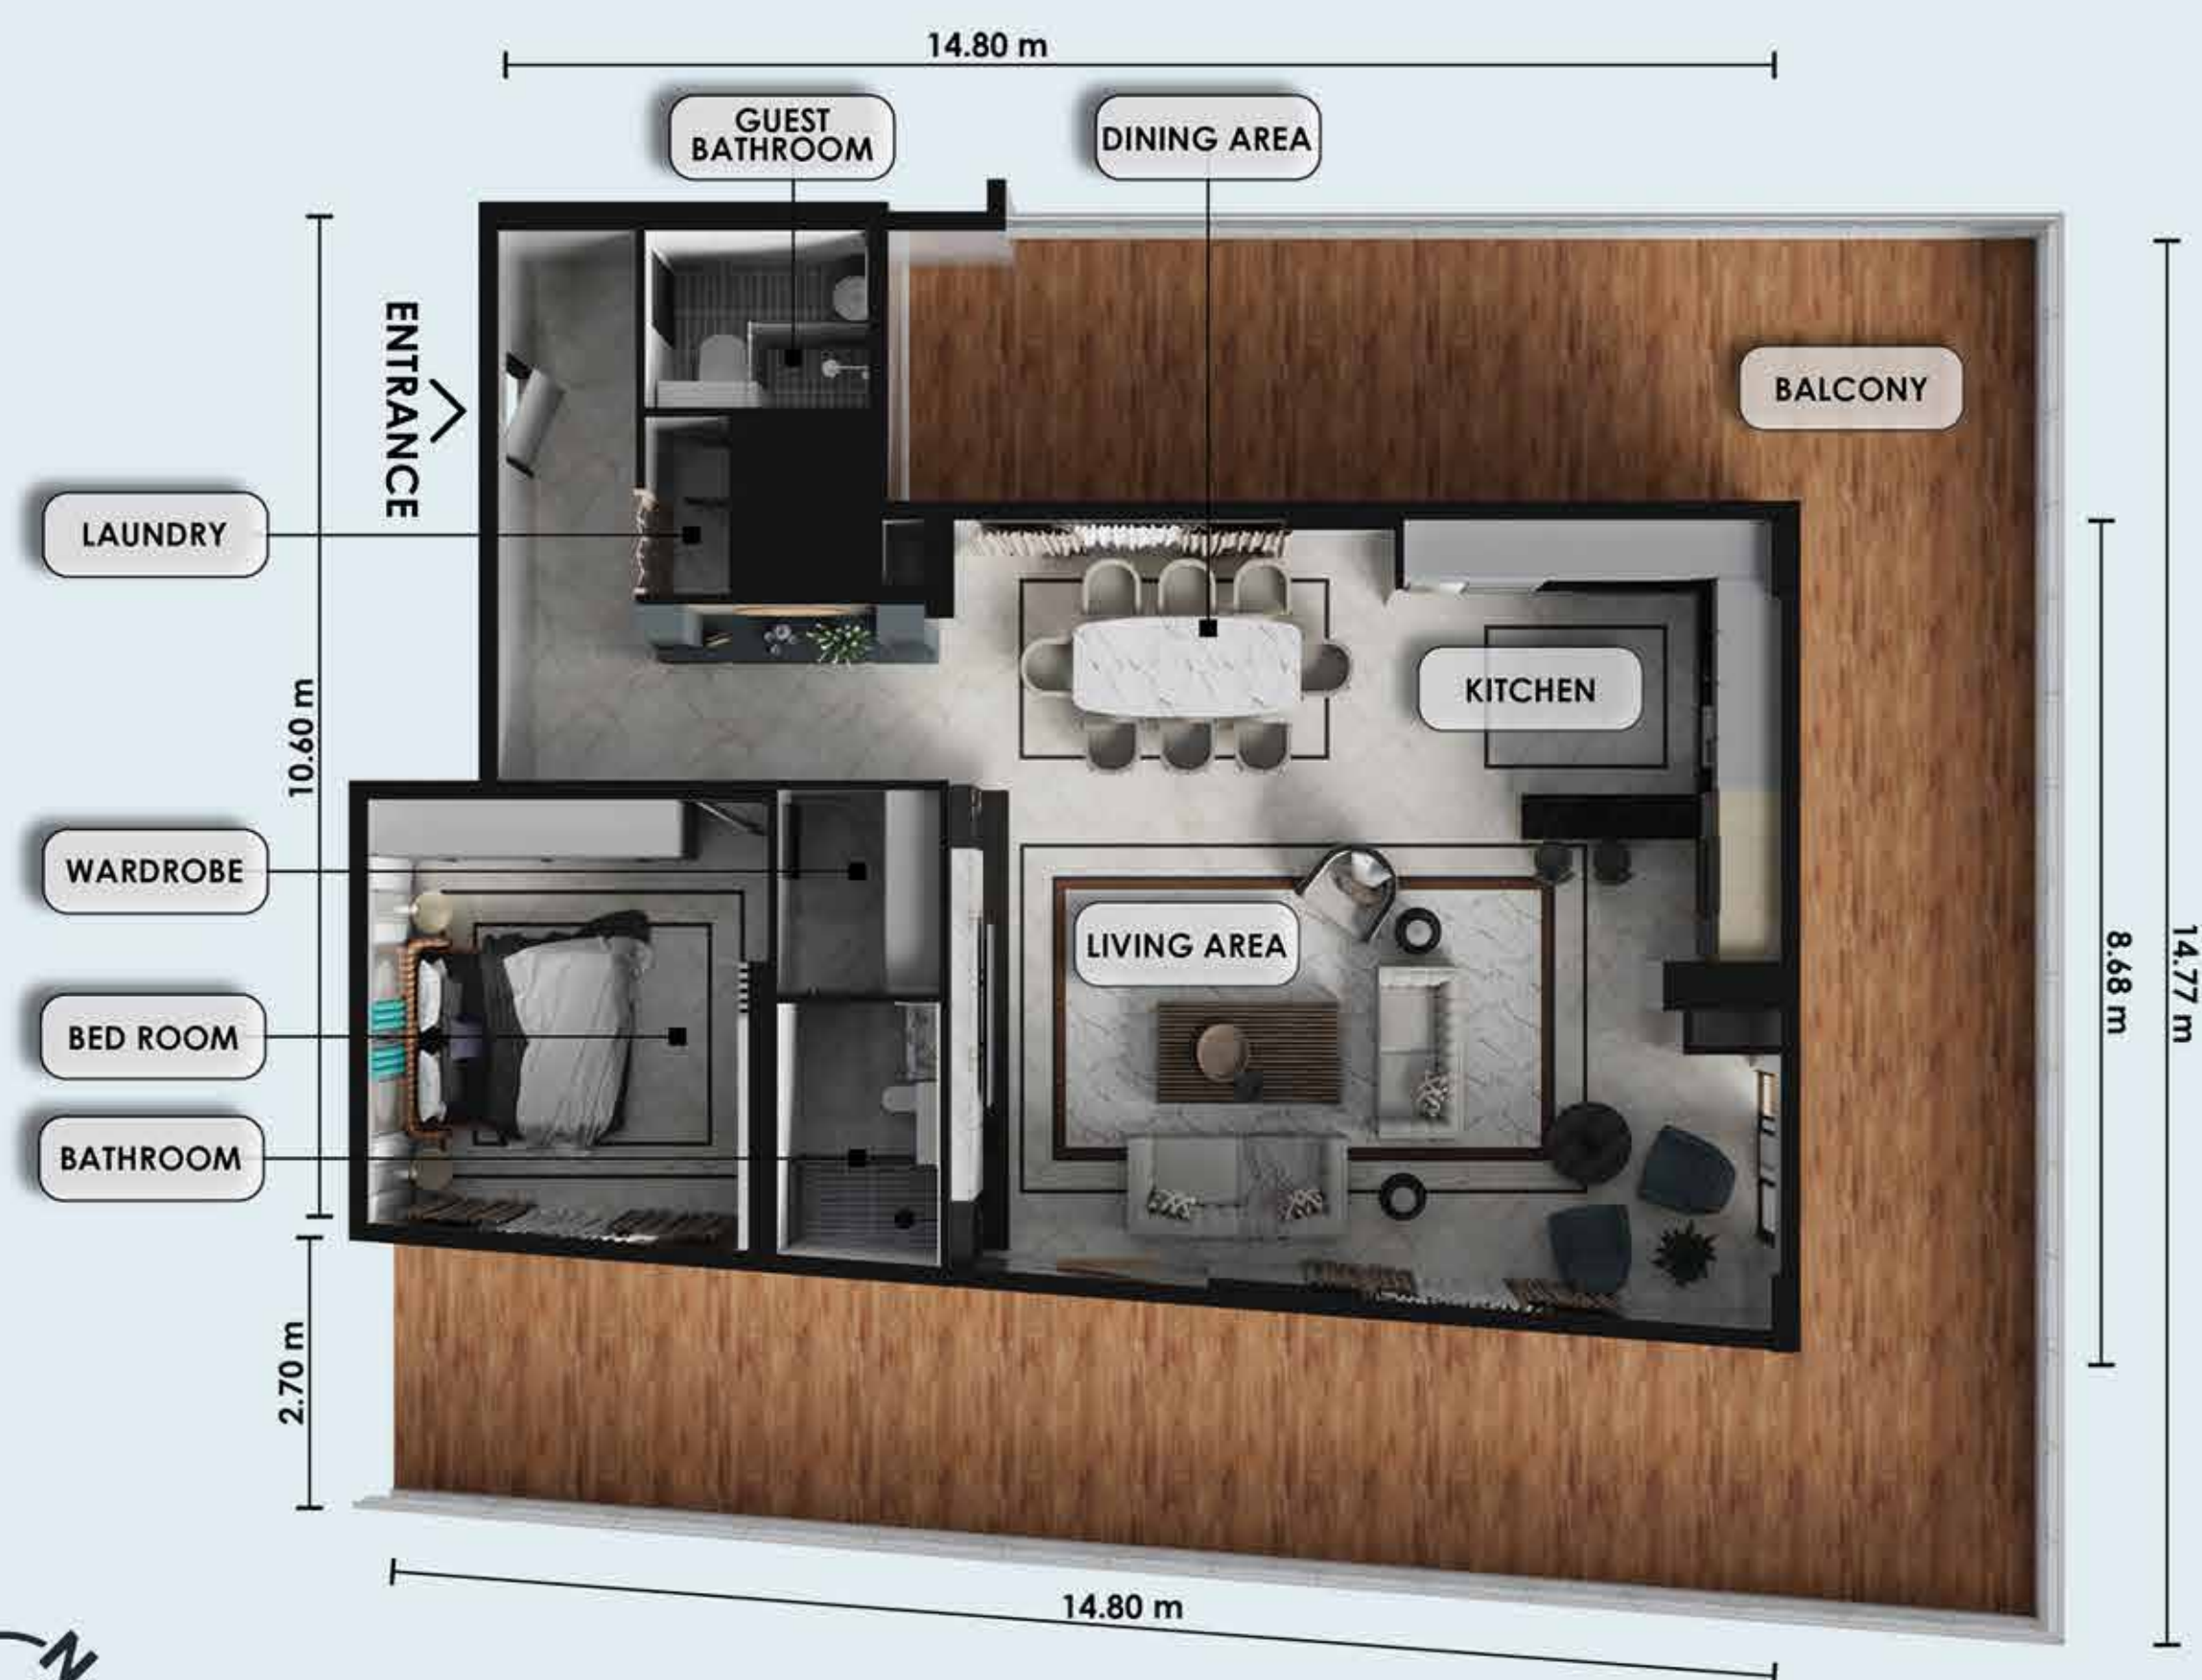 14.80 m
GUEST
BATHROOM
DINING AREA
ENTRANCE
BALCONY
LAUNDRY
KITCHEN
10.60 m
WARDROBE
LIVING AREA
8.68 m
14.77 m
BED ROOM
BATHROOM
2.70 m
14.80 m
N